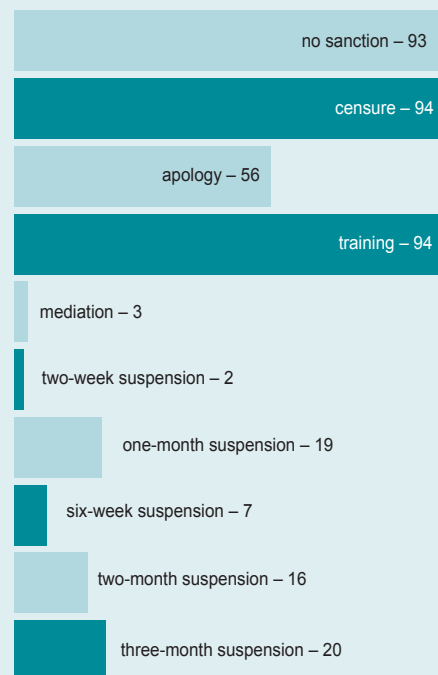 no sanction – 93
censure – 94
apology – 56
training – 94
mediation – 3
two-week suspension – 2
one-month suspension – 19
six-week suspension – 7
two-month suspension – 16
three-month suspension – 20